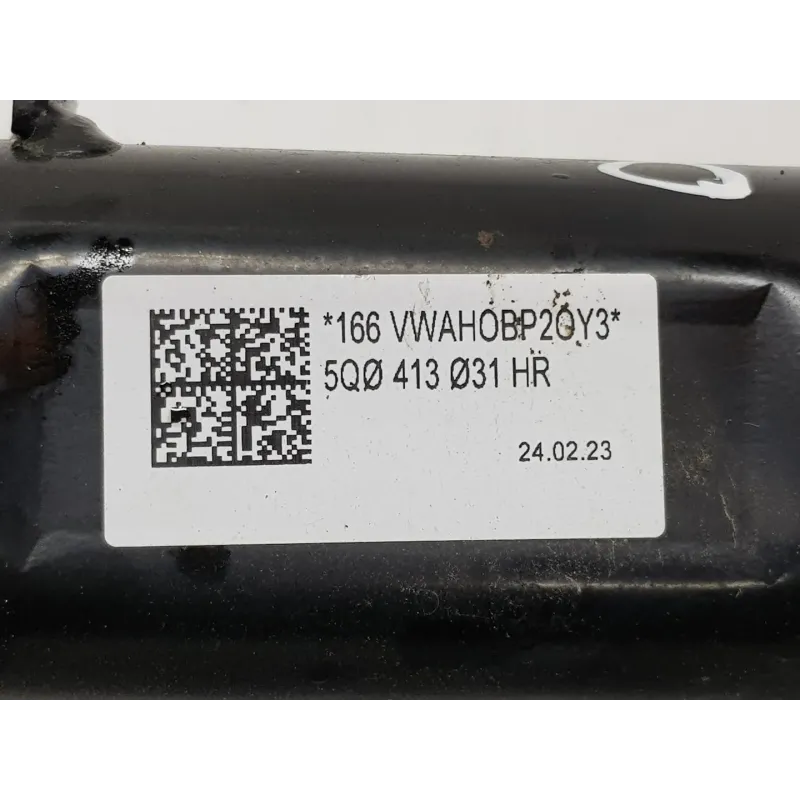 *166 VWAHOBP2OY3*
5QØ 413 Ø31 HR
24.02.23